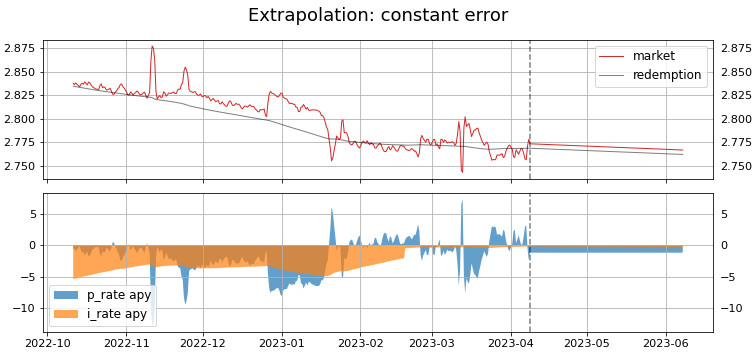 Extrapolation: constant error
2.875 2.875
2.850 2.850
2.825 2.825
2.800 2.800
2.775 2.775
2.750 2.750
market
redemption
5 5
0 0
−5 −5
−10 −10
p_rate apy
i_rate apy
2022-10 2022-11 2022-12 2023-01 2023-02 2023-03 2023-04 2023-05 2023-06